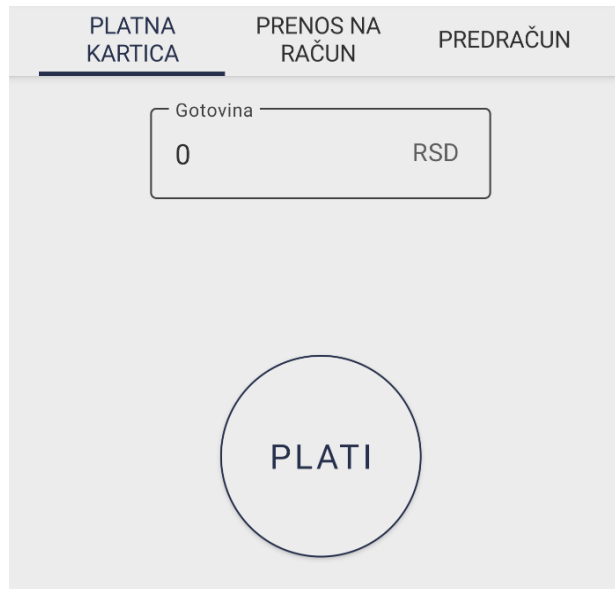 PLATNA
KARTICA
PRENOS NA
RAČUN
PREDRAČUN
Gotovina
0 RSD
PLATI